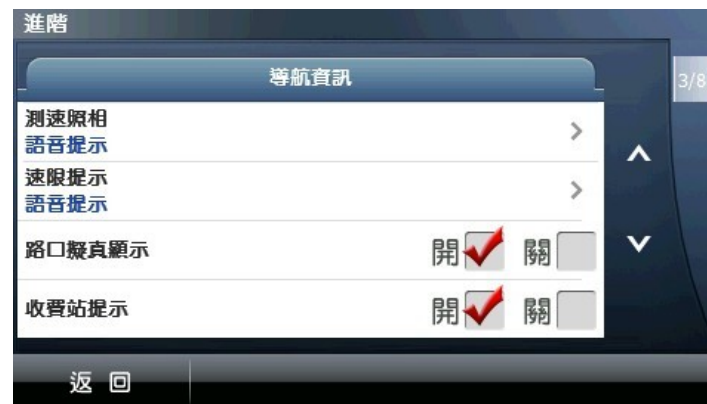 進階
導航資訊
3/8
測速照相
語音提示
速限提示
語音提示
路口擬真顯示
開 關
收費站提示
開 關
返 回